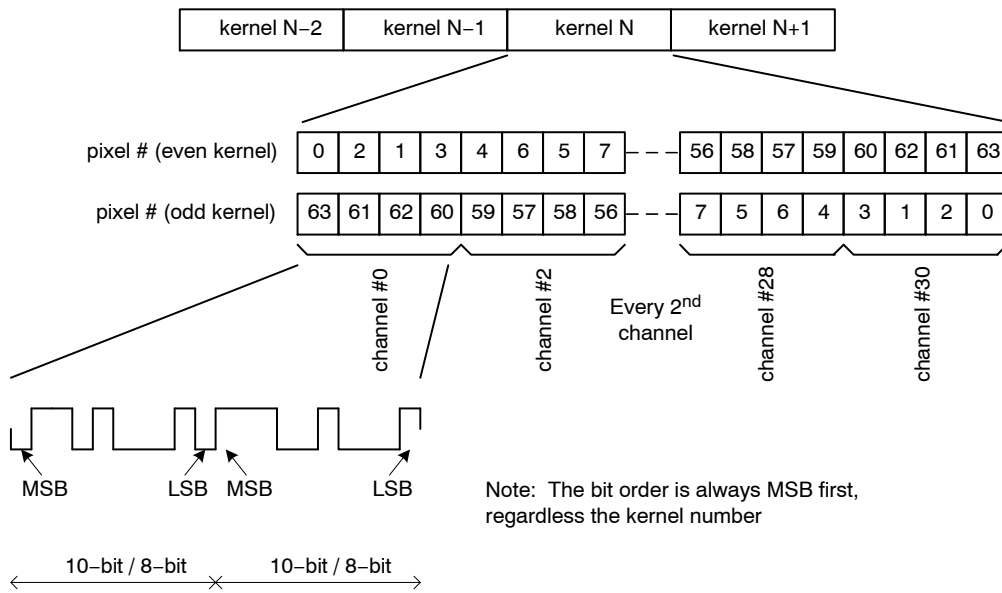 kernel N−2 kernel N−1 kernel N kernel N+1
pixel # (even kernel) 0 2 1 3 4 6 5 7 56 58 57 59 60 62 61 63
pixel # (odd kernel) 63 61 62 60 59 57 58 56 7 5 6 4 3 1 2 0
channel #0
channel #2
Every 2nd
channel
channel #28
channel #30
MSB LSB MSB LSB
Note: The bit order is always MSB first,
regardless the kernel number
10−bit / 8−bit 10−bit / 8−bit